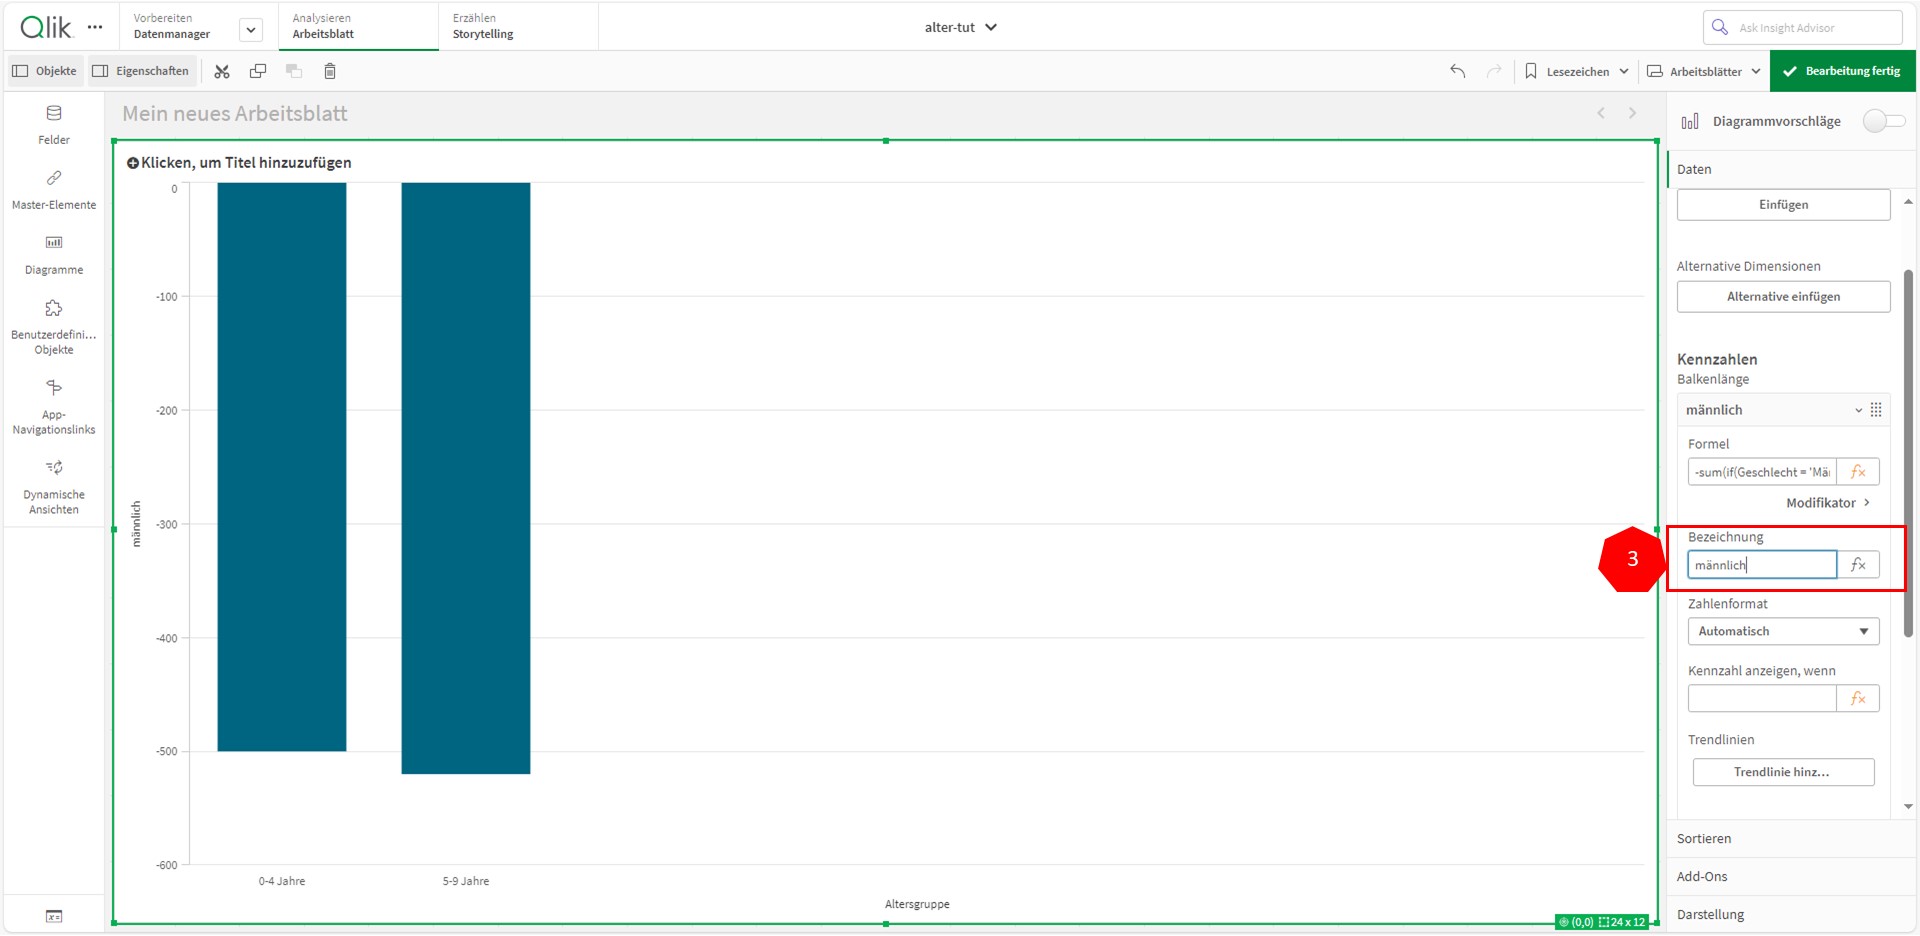 Qlik
Vorbereiten
Datenmanager
Analysieren
Arbeitsblatt
Erzählen
Storytelling
alter-tut
Ask Insight Advisor
Objekte
Eigenschaften
Lesezeichen
Arbeitsblätter
Bearbeitung fertig
Felder
Master-Elemente
Diagramme
Benutzerdefini...
Objekte
App-
Navigationslinks
Dynamische
Ansichten
Mein neues Arbeitsblatt
Klicken, um Titel hinzuzufügen
0
-100
-200
-300
-400
-500
-600
männlich
0-4 Jahre
5-9 Jahre
Altersgruppe
(0,0) 24 x 12
Diagrammvorschläge
Daten
Einfügen
Alternative Dimensionen
Alternative einfügen
Kennzahlen
Balkenlänge
männlich
Formel
-sum(if(Geschlecht = 'Mä
fx
Modifikator
3
Bezeichnung
männlich
fx
Zahlenformat
Automatisch
Kennzahl anzeigen, wenn
fx
Trendlinien
Trendlinie hinz...
Sortieren
Add-Ons
Darstellung